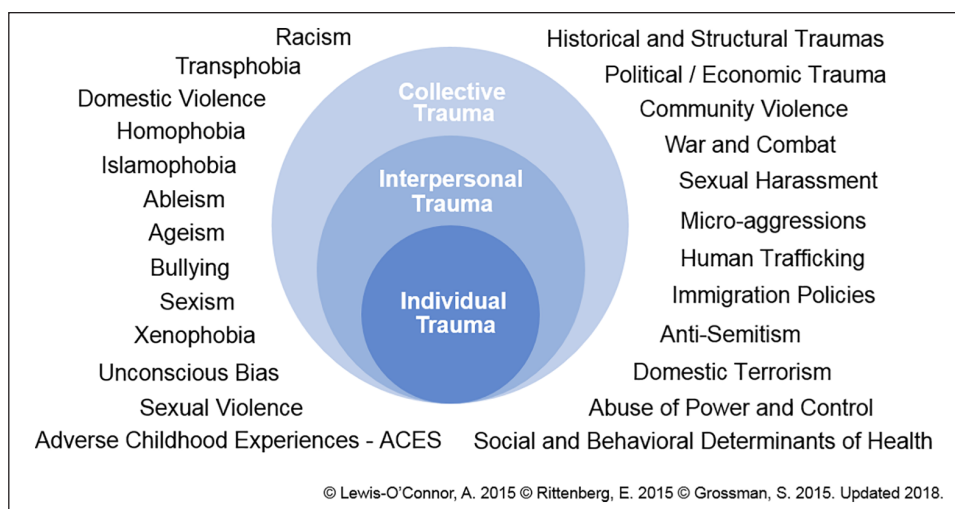 Racism
Transphobia
Domestic Violence
Homophobia
Islamophobia
Ableism
Ageism
Bullying
Sexism
Xenophobia
Unconscious Bias
Sexual Violence
Adverse Childhood Experiences - ACES
Collective
Trauma
Interpersonal
Trauma
Individual
Trauma
Historical and Structural Traumas
Political / Economic Trauma
Community Violence
War and Combat
Sexual Harassment
Micro-aggressions
Human Trafficking
Immigration Policies
Anti-Semitism
Domestic Terrorism
Abuse of Power and Control
Social and Behavioral Determinants of Health
© Lewis-O’Connor, A. 2015 © Rittenberg, E. 2015 © Grossman, S. 2015. Updated 2018.